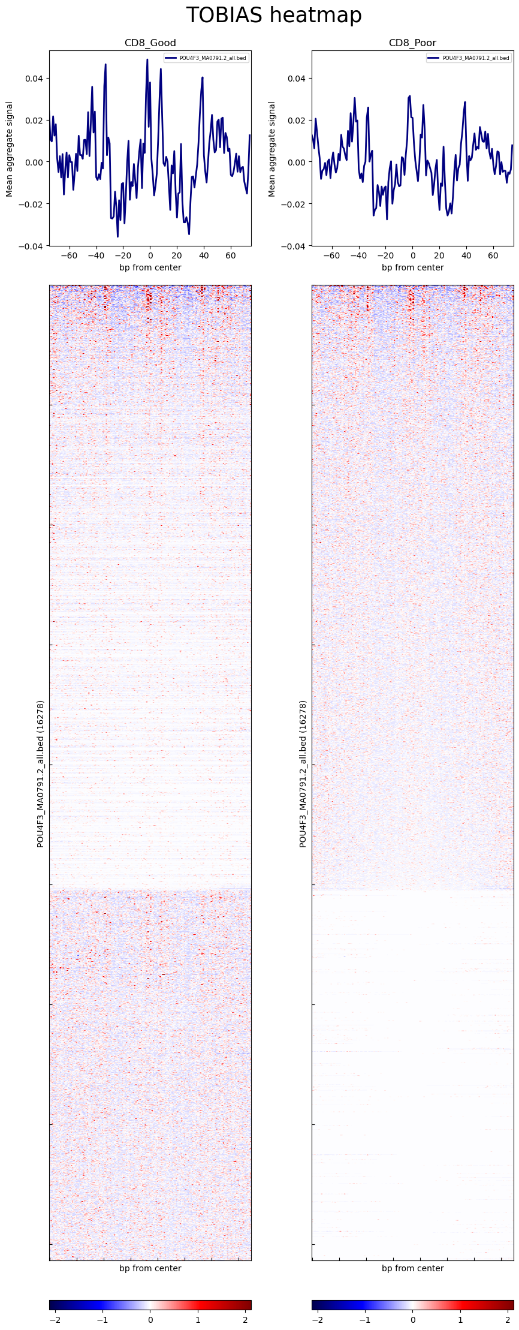 TOBIAS heatmap
CD8_Good
CD8_Poor
POU4F3_MA0791.2_all.bed
POU4F3_MA0791.2_all.bed
Mean aggregate signal
0.04
0.02
0.00
−0.02
−0.04
−60 −40 −20 0 20 40 60
bp from center
Mean aggregate signal
0.04
0.02
0.00
−0.02
−0.04
−60 −40 −20 0 20 40 60
bp from center
POU4F3_MA0791.2_all.bed (16278)
POU4F3_MA0791.2_all.bed (16278)
bp from center
bp from center
−2 −1 0 1 2
−2 −1 0 1 2